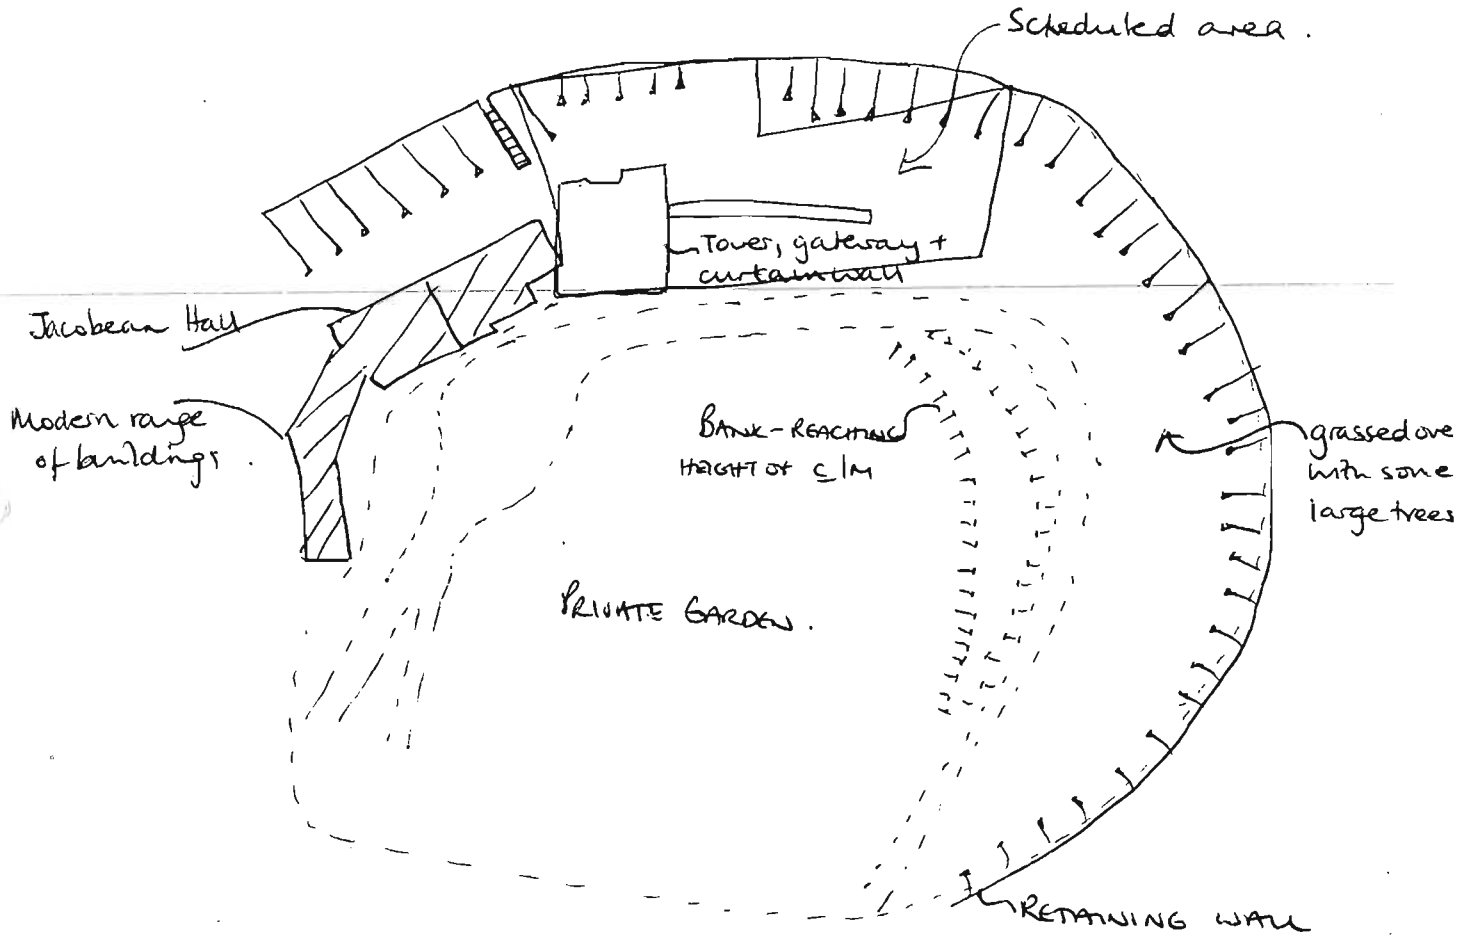 Scheduled area.
Tower, gateway +
curtain wall
Jacobean Hall
Modern range
of buildings.
BANK-REACHING
HEIGHT OF C 1M
grassed ove
with some
large trees
PRIVATE GARDEN.
RETAINING WALL